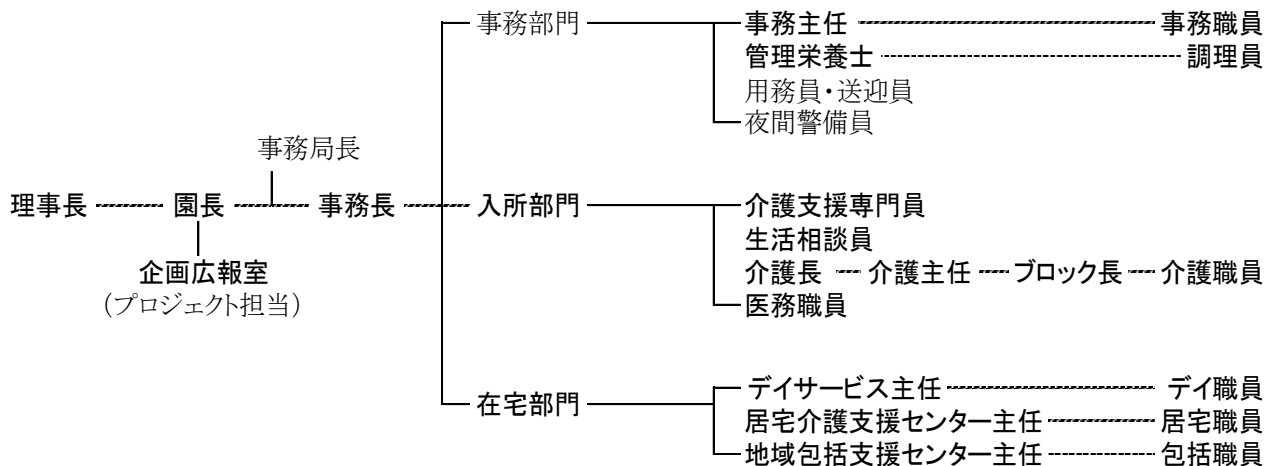 事務部門 事務主任 事務職員
管理栄養士 調理員
用務員・送迎員
夜間警備員
事務局長
理事長 園長 事務長 入所部門 介護支援専門員
生活相談員
企画広報室 介護長 介護主任 ブロック長 介護職員
(プロジェクト担当) 医務職員
在宅部門 デイサービス主任 デイ職員
居宅介護支援センター主任 居宅職員
地域包括支援センター主任 包括職員